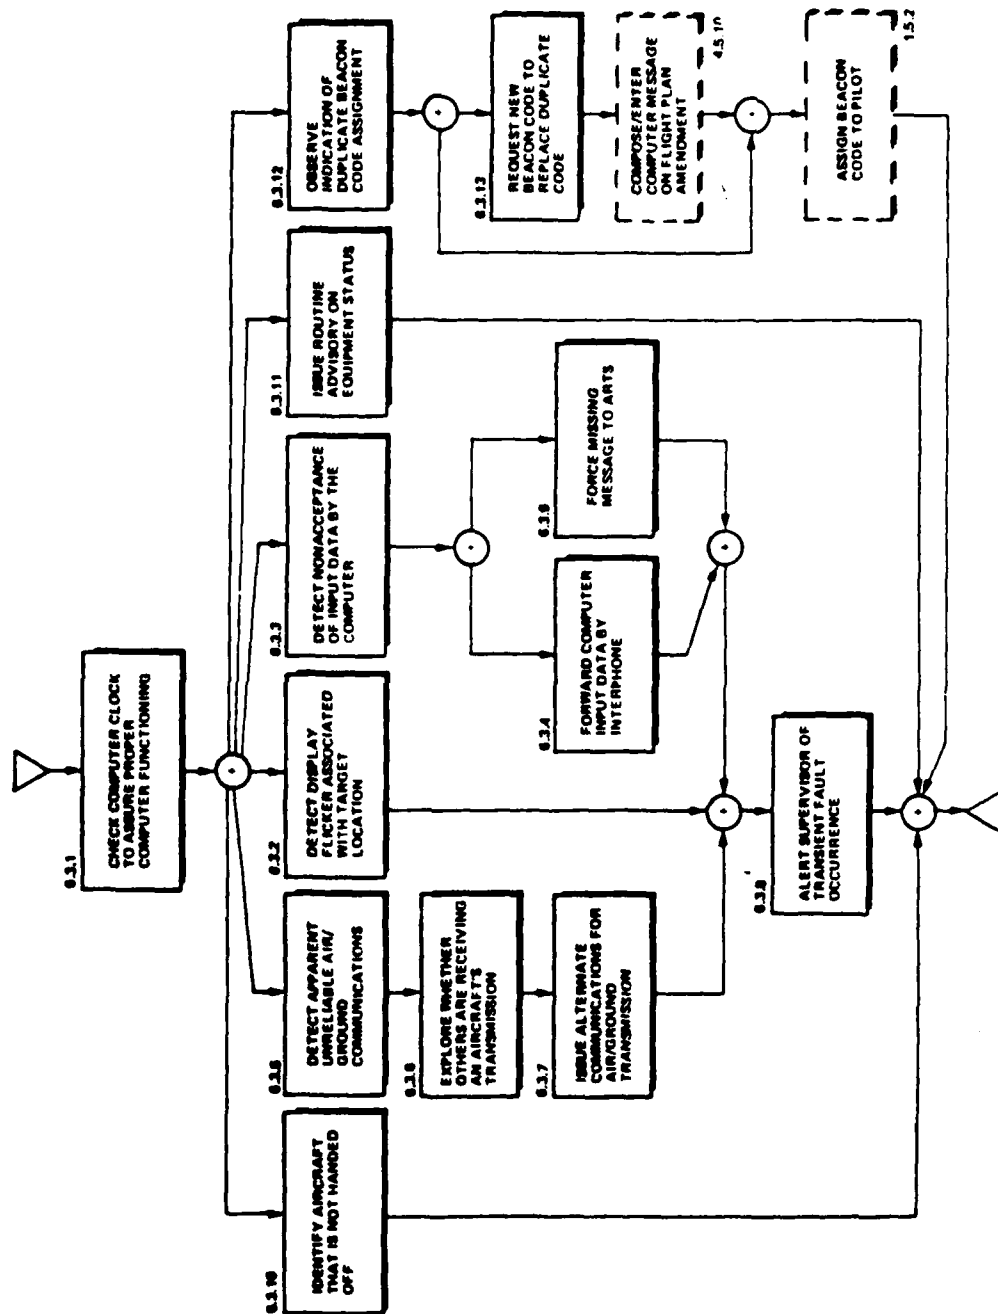 6.3.1
CHECK COMPUTER CLOCK
TO ASSURE PROPER
COMPUTER FUNCTIONING
6.3.10
IDENTIFY AIRCRAFT
THAT IS NOT HANDED
OFF
6.3.5
DETECT APPARENT
UNRELIABLE AIR/
GROUND
COMMUNICATIONS
6.3.2
DETECT DISPLAY
FLICKER ASSOCIATED
WITH TARGET
LOCATION
6.3.3
DETECT NONACCEPTANCE
OF INPUT DATA BY THE
COMPUTER
6.3.11
ISSUE ROUTINE
ADVISORY ON
EQUIPMENT STATUS
6.3.12
OBSERVE
INDICATION OF
DUPLICATE BEACON
CODE ASSIGNMENT
6.3.6
EXPLORE WHETHER
OTHERS ARE RECEIVING
AN AIRCRAFT'S
TRANSMISSION
6.3.13
REQUEST NEW
BEACON CODE TO
REPLACE DUPLICATE
CODE
6.3.7
ISSUE ALTERNATE
COMMUNICATIONS FOR
AIR/GROUND
TRANSMISSION
6.3.4
FORWARD COMPUTER
INPUT DATA BY
INTERPHONE
6.3.9
FORCE MISSING
MESSAGE TO ARTS
COMPOSE/ENTER
COMPUTER MESSAGE
ON FLIGHT PLAN
AMENDMENT
4.5.10
6.3.8
ALERT SUPERVISOR OF
TRANSIENT FAULT
OCCURRENCE
ASSIGN BEACON
CODE TO PILOT
1.5.2